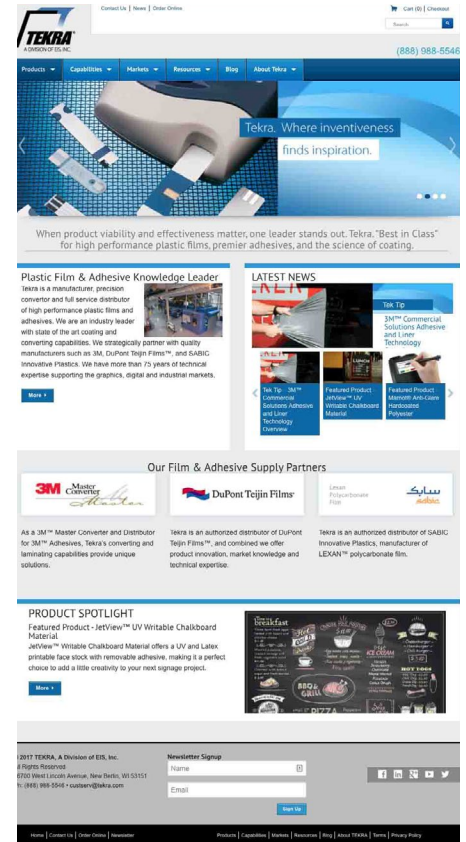 Contact Us | News | Order Online
Cart (0) | Checkout
Search
TEKRA
A DIVISION OF EIS, INC.
(888) 988-5546
Products
Capabilities
Markets
Resources
Blog
About Tekra
Tekra. Where inventiveness
finds inspiration.
When product viability and effectiveness matter, one leader stands out. Tekra. "Best in Class"
for high performance plastic films, premier adhesives, and the science of coating.
Plastic Film & Adhesive Knowledge Leader
Tekra is a manufacturer, precision
convertor and full service distributor
of high performance plastic films and
adhesives. We are an industry leader
with state of the art coating and
converting capabilities. We strategically partner with quality
manufacturers such as 3M, DuPont Teijin Films™, and SABIC
Innovative Plastics. We have more than 75 years of technical
expertise supporting the graphics, digital and industrial markets.
More
LATEST NEWS
Tek Tip
3M™ Commercial
Solutions Adhesive
and Liner
Technology
Tek Tip - 3M™
Commercial
Solutions Adhesive
and Liner
Technology
Overview
Featured Product -
JetView™ UV
Writable Chalkboard
Material
Featured Product -
Marnot® Anti-Glare
Hardcoated
Polyester
Our Film & Adhesive Supply Partners
3M Master
Converter
DuPont Teijin Films™
Lexan
Polycarbonate
Film
سابك
sabic
As a 3M™ Master Converter and Distributor
for 3M™ Adhesives, Tekra's converting and
laminating capabilities provide unique
solutions.
Tekra is an authorized distributor of DuPont
Teijin Films™, and combined we offer
product innovation, market knowledge and
technical expertise.
Tekra is an authorized distributor of SABIC
Innovative Plastics, manufacturer of
LEXAN™ polycarbonate film.
PRODUCT SPOTLIGHT
Featured Product - JetView™ UV Writable Chalkboard
Material
JetView™ Writable Chalkboard Material offers a UV and Latex
printable face stock with removable adhesive, making it a perfect
choice to add a little creativity to your next signage project.
More
breakfast
BBQ &
GRILL
PIZZA
ICE CREAM
HOT DOGS
2017 TEKRA, A Division of EIS, Inc.
Rights Reserved
6700 West Lincoln Avenue, New Berlin, WI 53151
(888) 988-5546 • custserv@tekra.com
Newsletter Signup
Name
Email
Sign Up
Home | Contact Us | Order Online | Newsletter
Products | Capabilities | Markets | Resources | Blog | About TEKRA | Terms | Privacy Policy